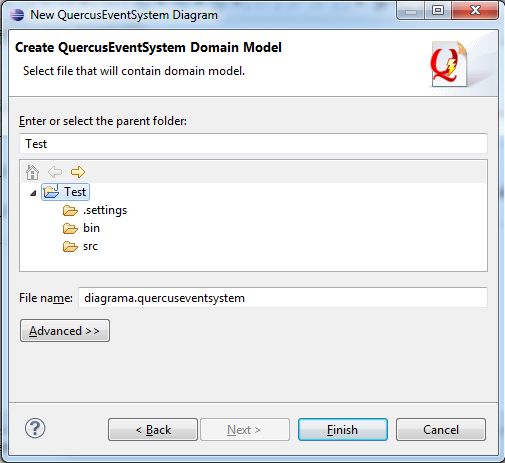 New QuercusEventSystem Diagram
Create QuercusEventSystem Domain Model
Select file that will contain domain model.
Q
Enter or select the parent folder:
Test
Test
.settings
bin
src
File name: diagrama.quercuseventsystem
Advanced >>
? < Back Next > Finish Cancel